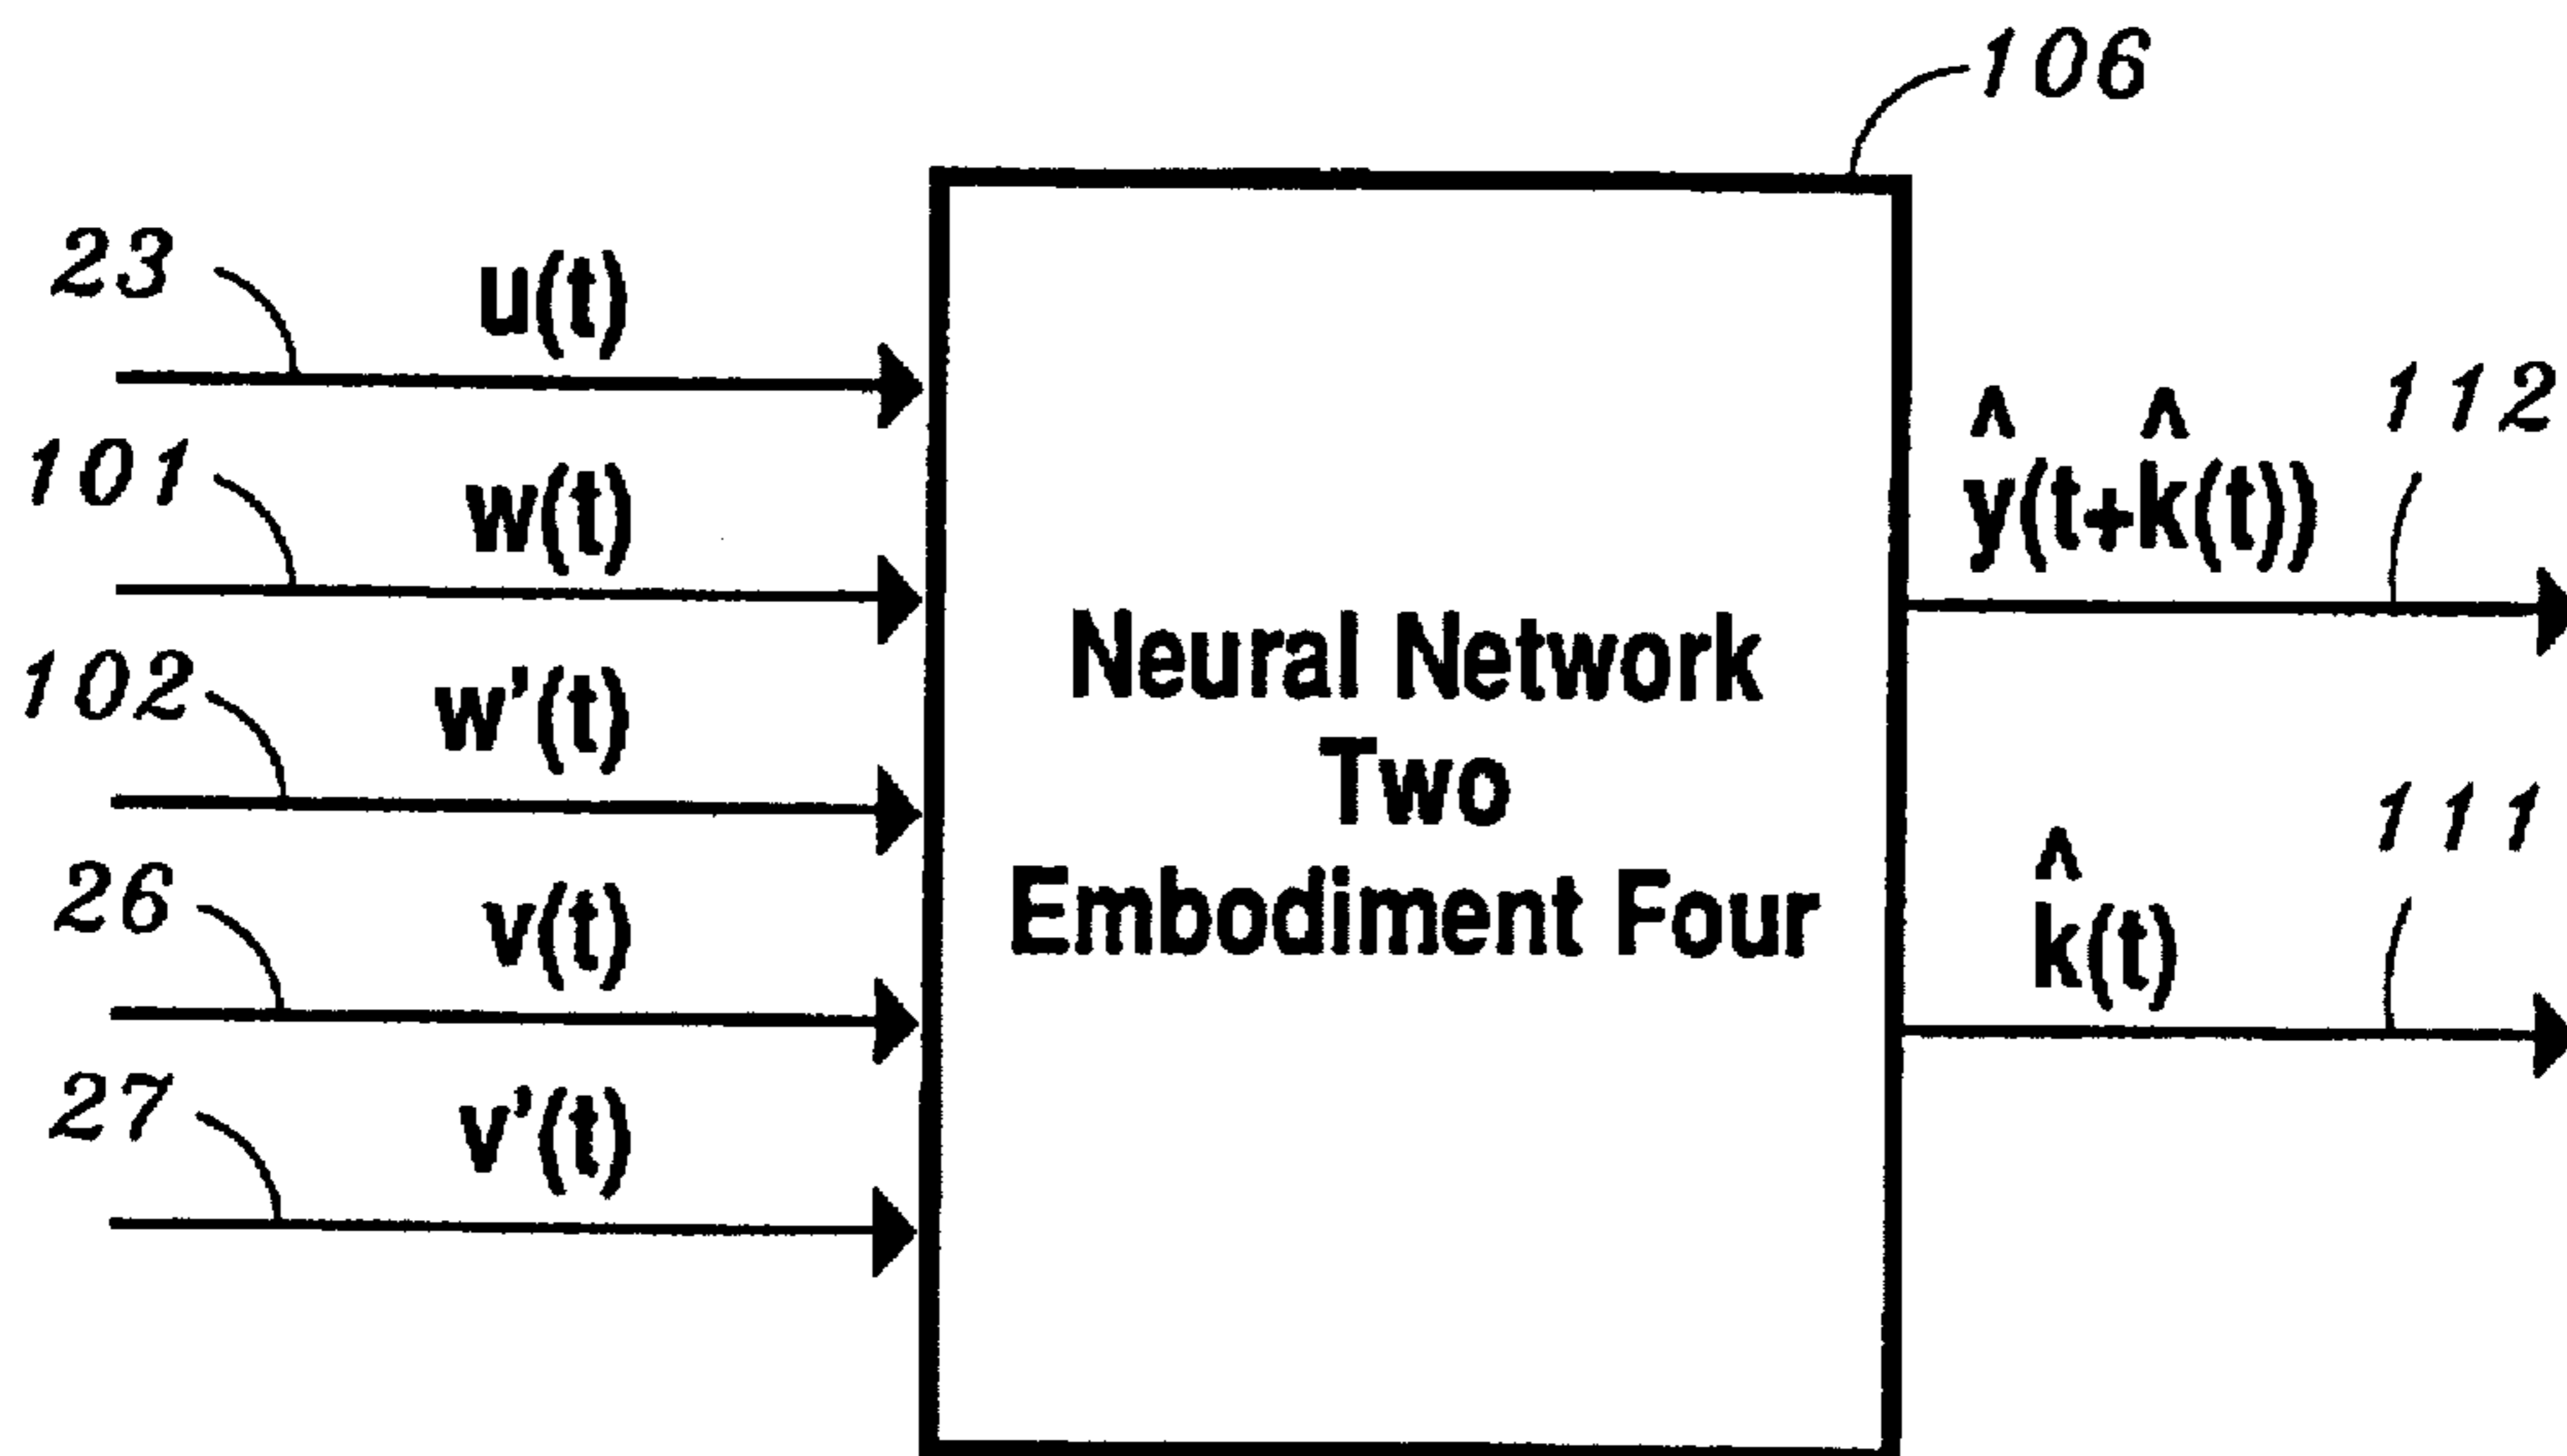 106
23 u(t)
101 w(t)
102 w'(t)
26 v(t)
27 v'(t)
Neural Network
Two
Embodiment Four
ŷ(t+k̂(t)) 112
k̂(t) 111